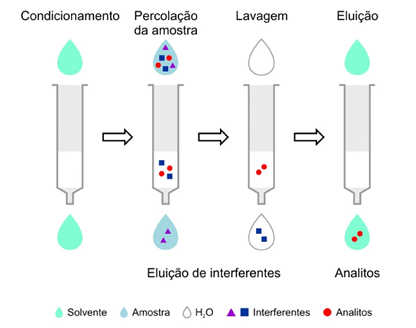 Condicionamento
Percolação
da amostra
Lavagem
Eluição
Eluição de interferentes
Analitos
Solvente
Amostra
H₂O
Interferentes
Analitos